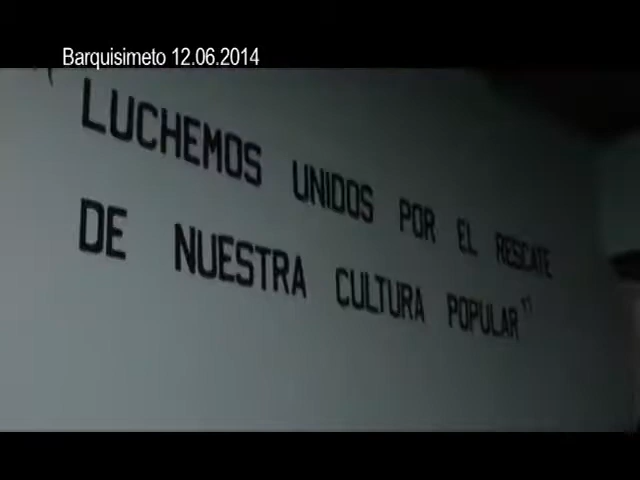 Barquisimeto 12.06.2014
"LUCHEMOS UNIDOS POR EL RESCATE
DE NUESTRA CULTURA POPULAR"